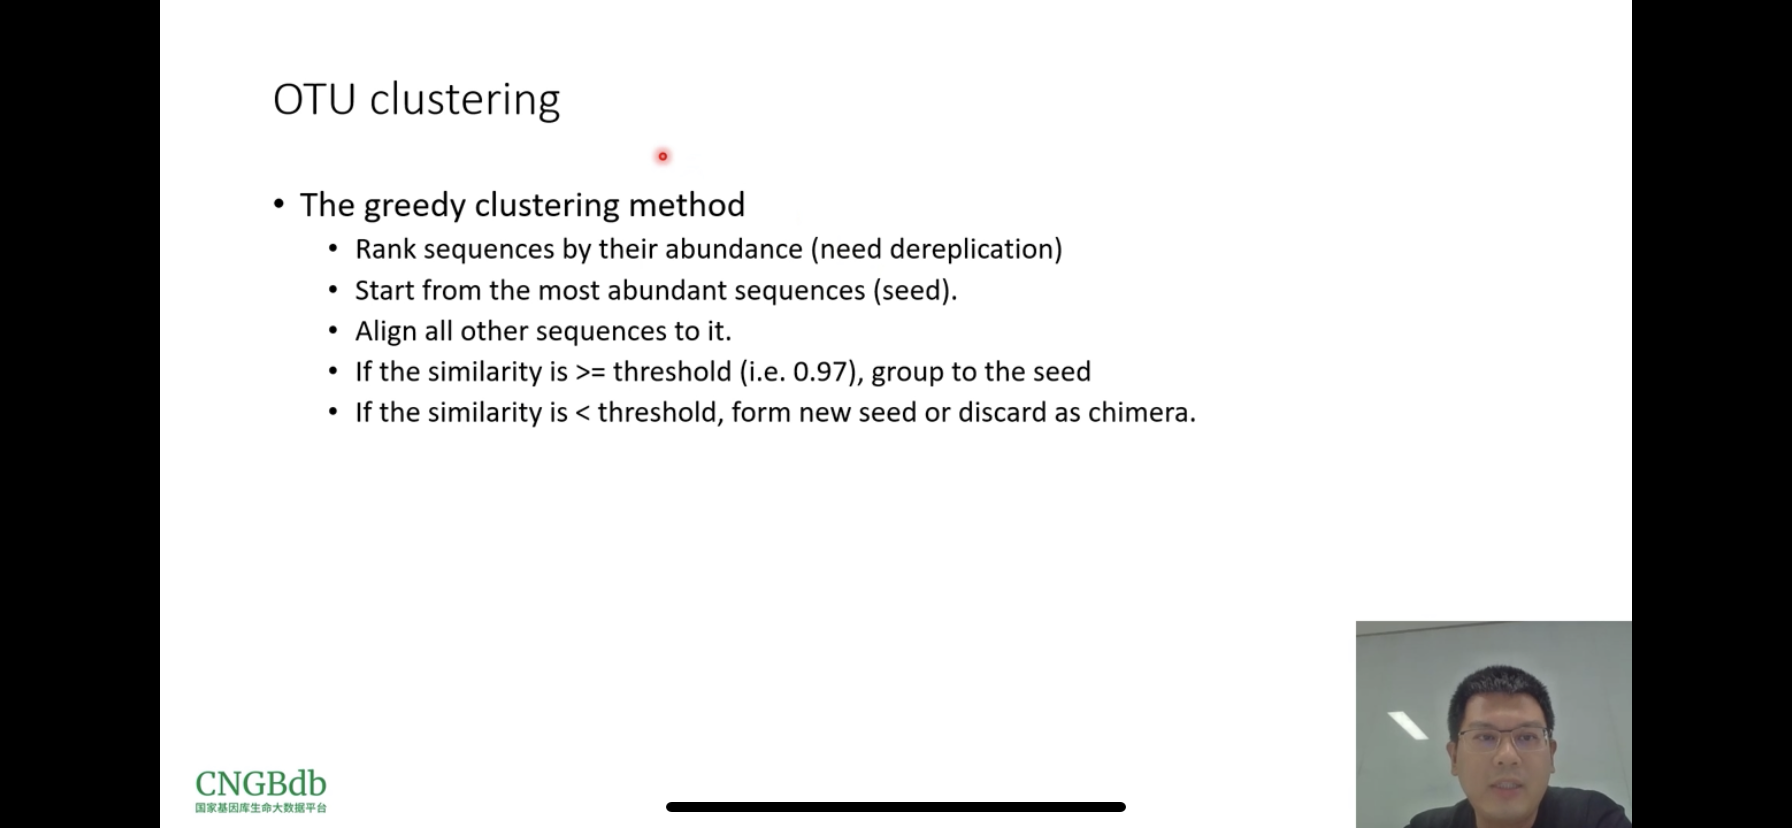 OTU clustering
• The greedy clustering method
• Rank sequences by their abundance (need dereplication)
• Start from the most abundant sequences (seed).
• Align all other sequences to it.
• If the similarity is >= threshold (i.e. 0.97), group to the seed
• If the similarity is < threshold, form new seed or discard as chimera.
CNGBdb
国家基因库生命大数据平台